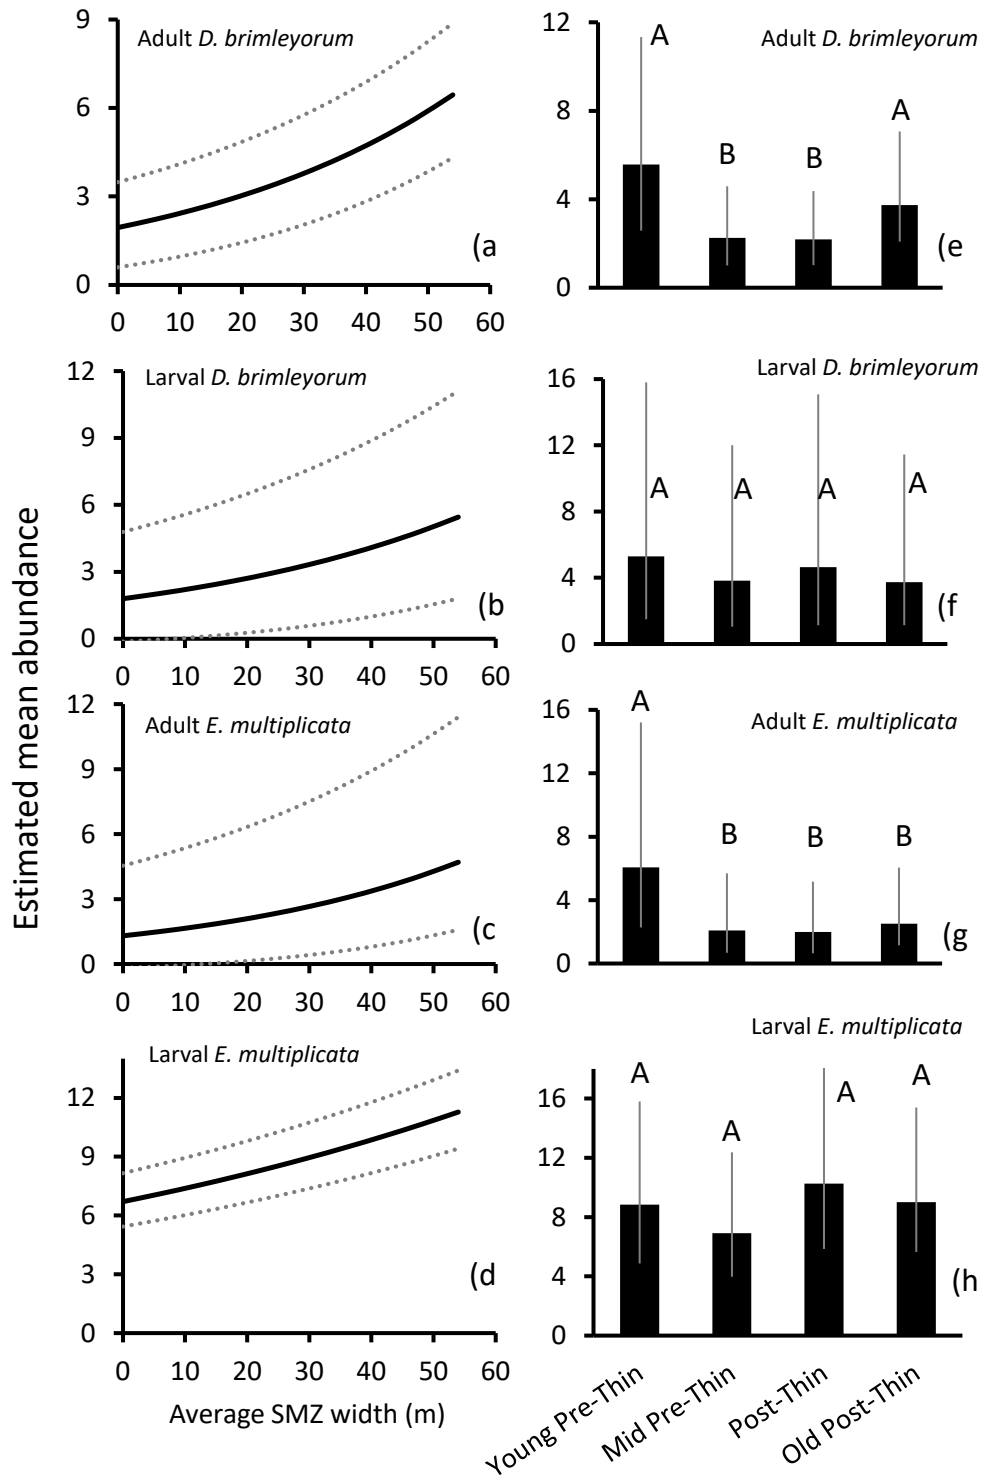 Estimated mean abundance
Adult D. brimleyorum
9
6
3
0
0 10 20 30 40 50 60
(a
Larval D. brimleyorum
12
9
6
3
0
0 10 20 30 40 50 60
(b
Adult E. multiplicata
12
9
6
3
0
0 10 20 30 40 50 60
(c
Larval E. multiplicata
12
9
6
3
0
0 10 20 30 40 50 60
(d
Average SMZ width (m)
Adult D. brimleyorum
12
8
4
0
A B B A
(e
Larval D. brimleyorum
16
12
8
4
0
A A A A
(f
Adult E. multiplicata
16
12
8
4
0
A B B B
(g
Larval E. multiplicata
16
12
8
4
0
A A A A
(h
Young Pre-Thin
Mid Pre-Thin
Post-Thin
Old Post-Thin